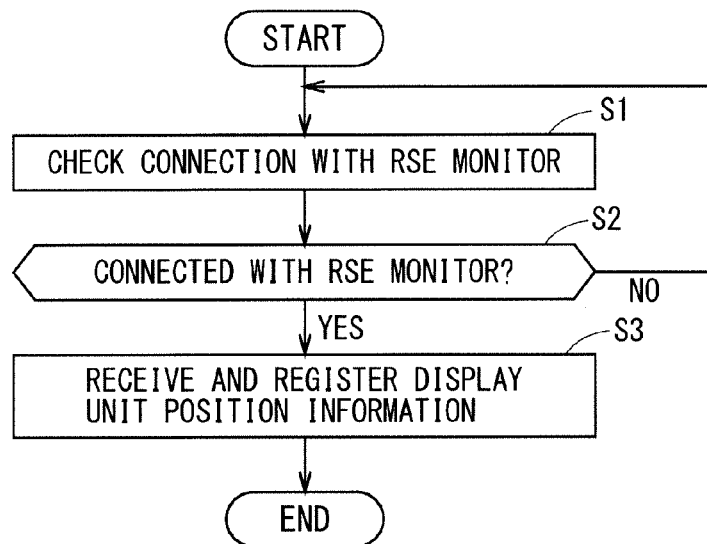 START
S1
CHECK CONNECTION WITH RSE MONITOR
S2
CONNECTED WITH RSE MONITOR?
NO
YES
S3
RECEIVE AND REGISTER DISPLAY
UNIT POSITION INFORMATION
END